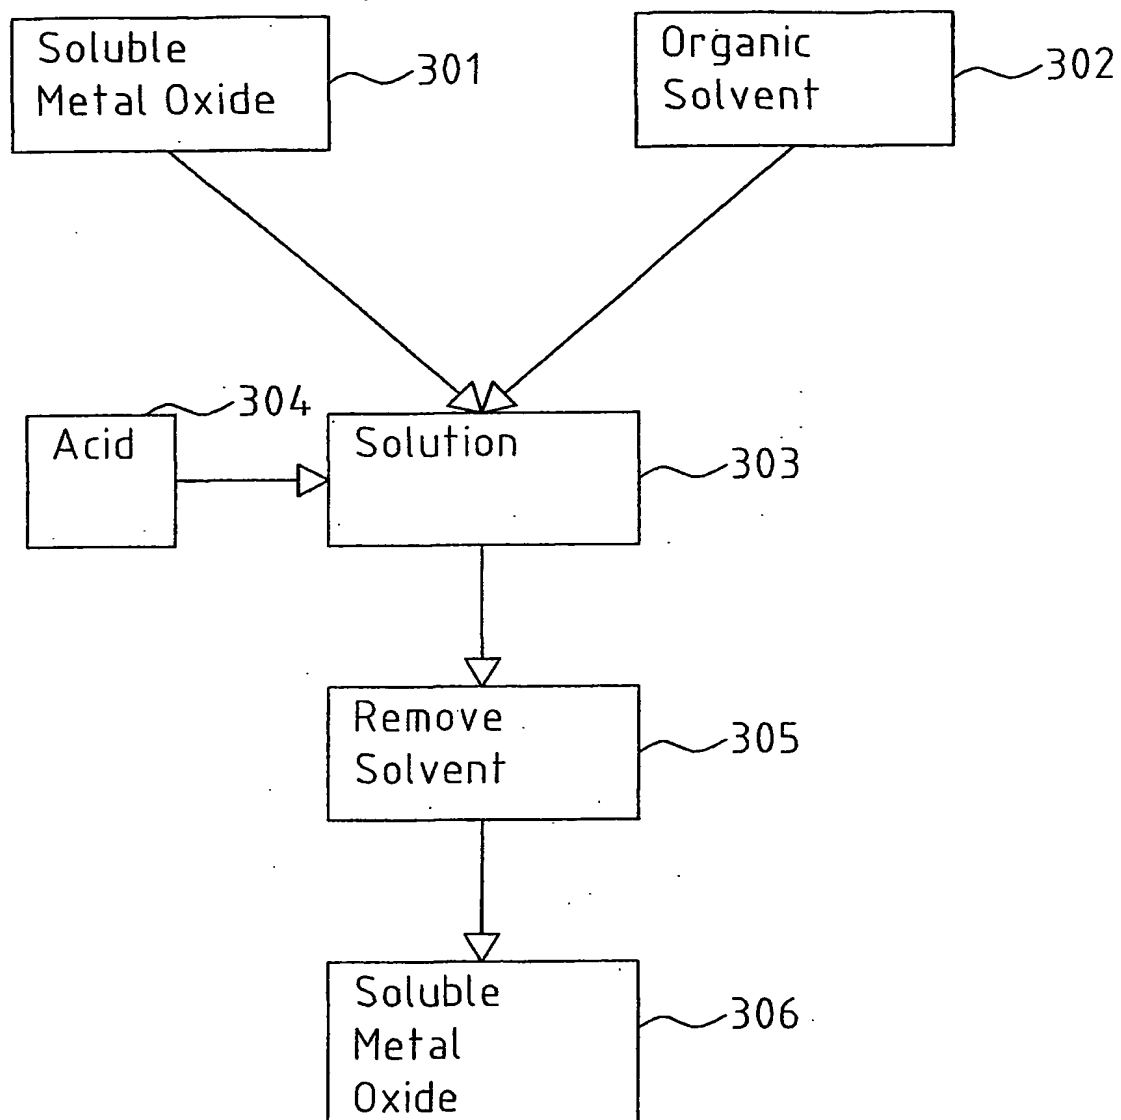 Soluble
Metal Oxide
301
Organic
Solvent
302
304
Acid
Solution
303
Remove
Solvent
305
Soluble
Metal
Oxide
306